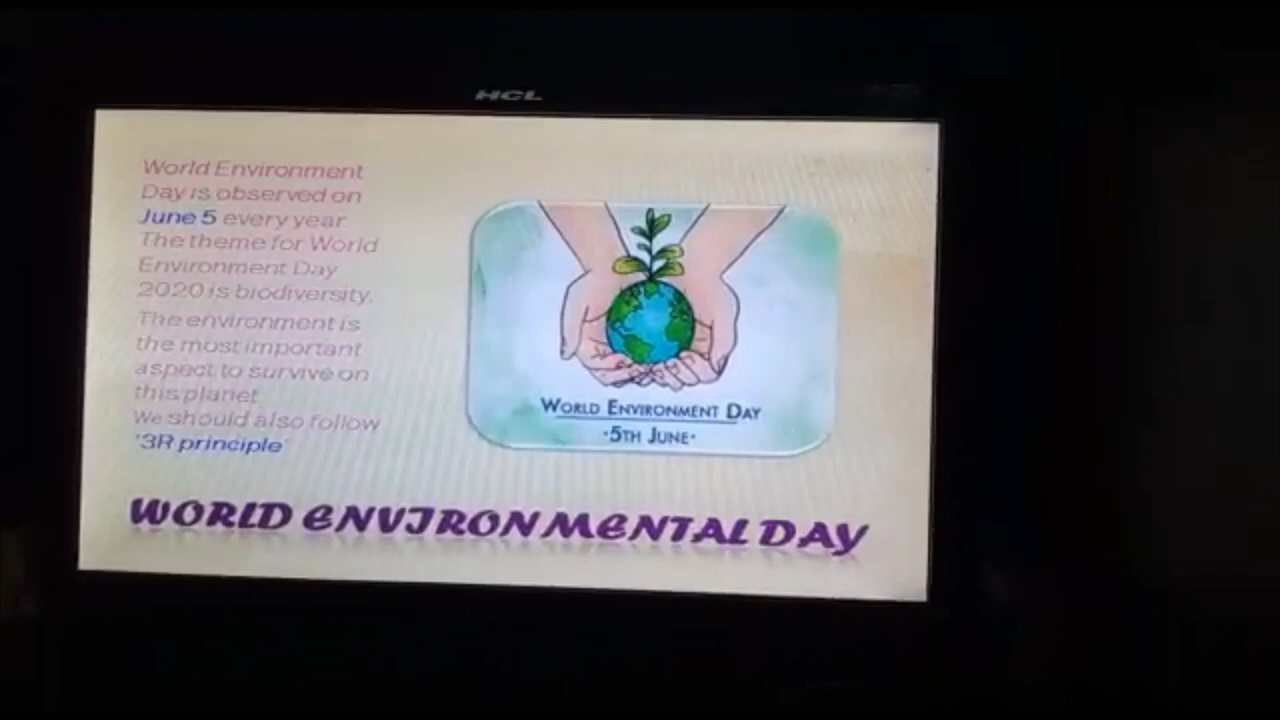 HCL
World Environment
Day is observed on
June 5 every year.
The theme for World
Environment Day
2020 is biodiversity.
The environment is
the most important
aspect to survive on
this planet
We should also follow
'3R principle'
WORLD ENVIRONMENT DAY
·5TH JUNE·
WORLD ENVIRONMENTAL DAY